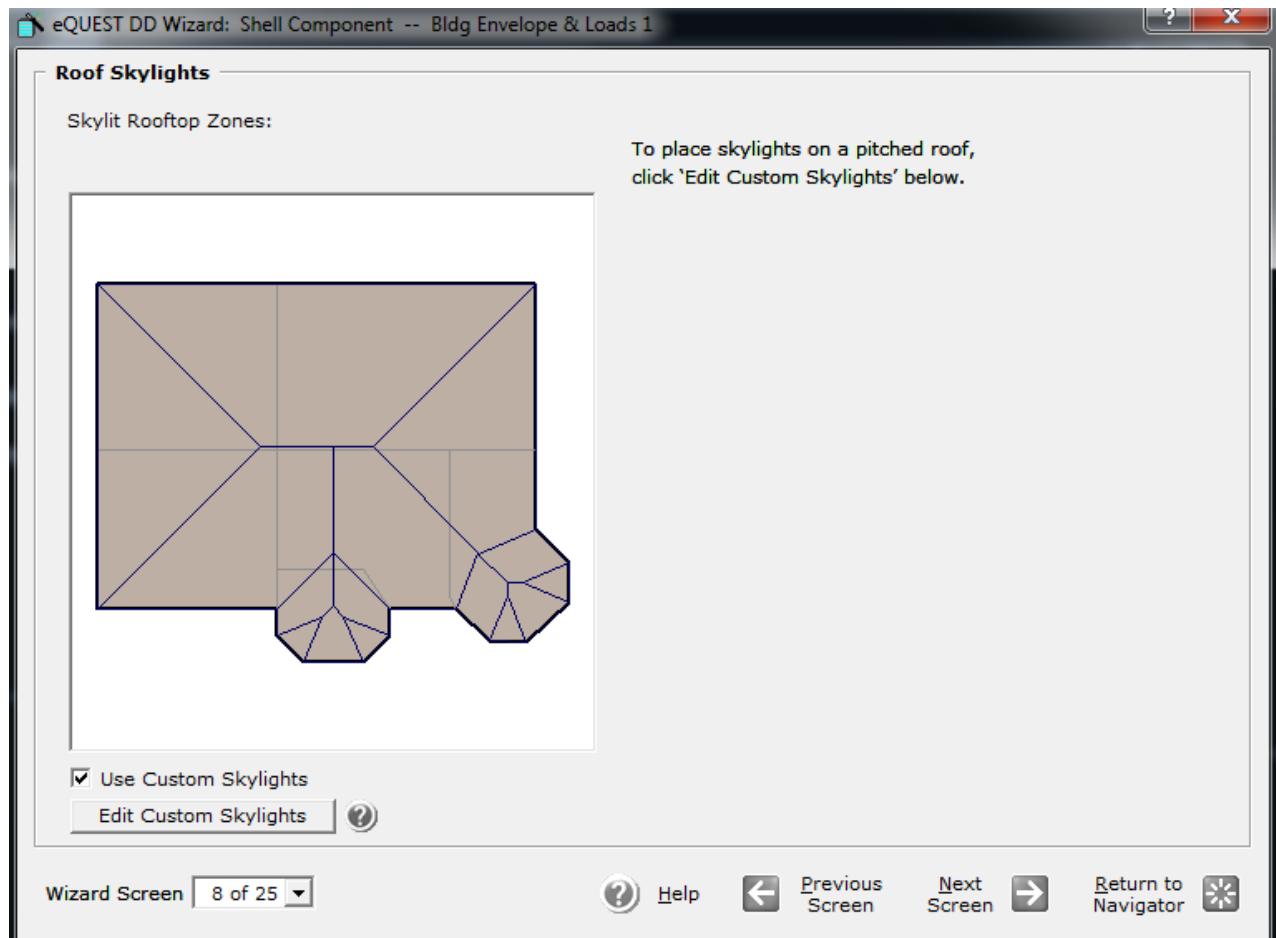 eQUEST DD Wizard: Shell Component -- Bldg Envelope & Loads 1
? X
Roof Skylights
Skylit Rooftop Zones:
To place skylights on a pitched roof,
click ‘Edit Custom Skylights’ below.
Use Custom Skylights
Edit Custom Skylights ?
Wizard Screen 8 of 25
? Help
Previous
Screen
Next
Screen
Return to
Navigator